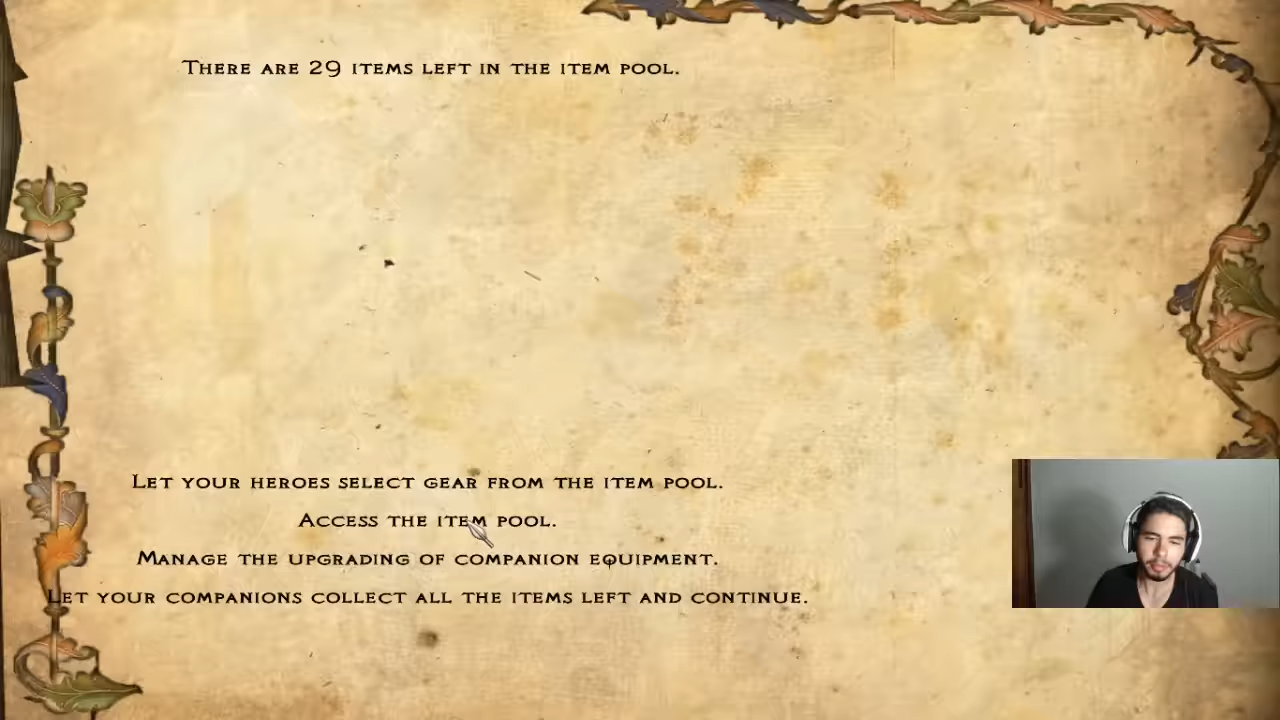 There are 29 items left in the item pool.
Let your heroes select gear from the item pool.
Access the item pool.
Manage the upgrading of companion equipment.
Let your companions collect all the items left and continue.